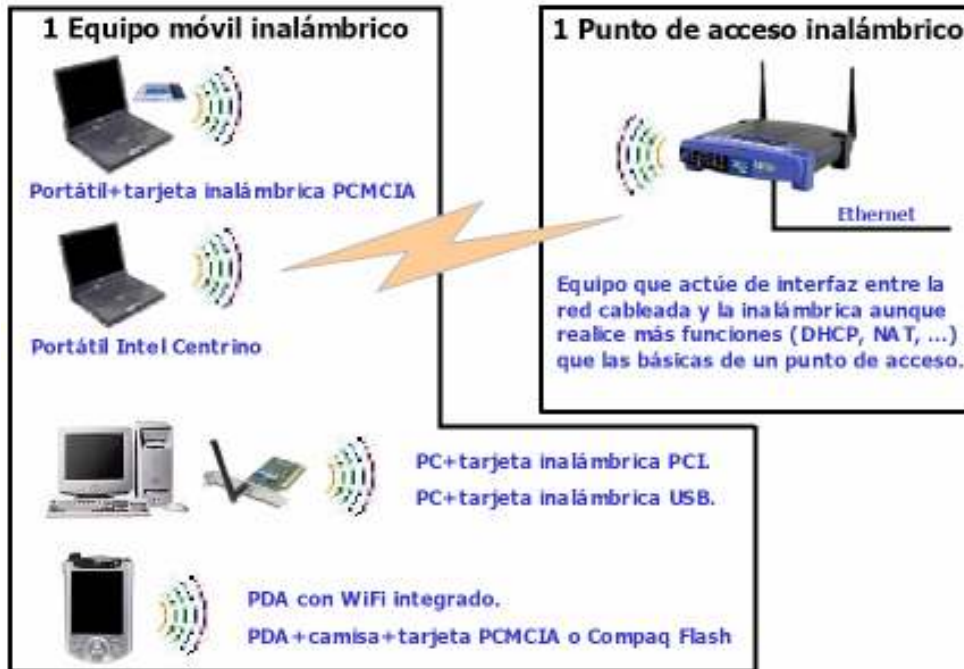 1 Equipo móvil inalámbrico
Portátil+tarjeta inalámbrica PCMCIA
Portátil Intel Centrino
PC+tarjeta inalámbrica PCI.
PC+tarjeta inalámbrica USB.
PDA con WiFi integrado.
PDA+camisa+tarjeta PCMCIA o Compaq Flash
1 Punto de acceso inalámbrico
Ethernet
Equipo que actúe de interfaz entre la
red cableada y la inalámbrica aunque
realice más funciones (DHCP, NAT, ...)
que las básicas de un punto de acceso.